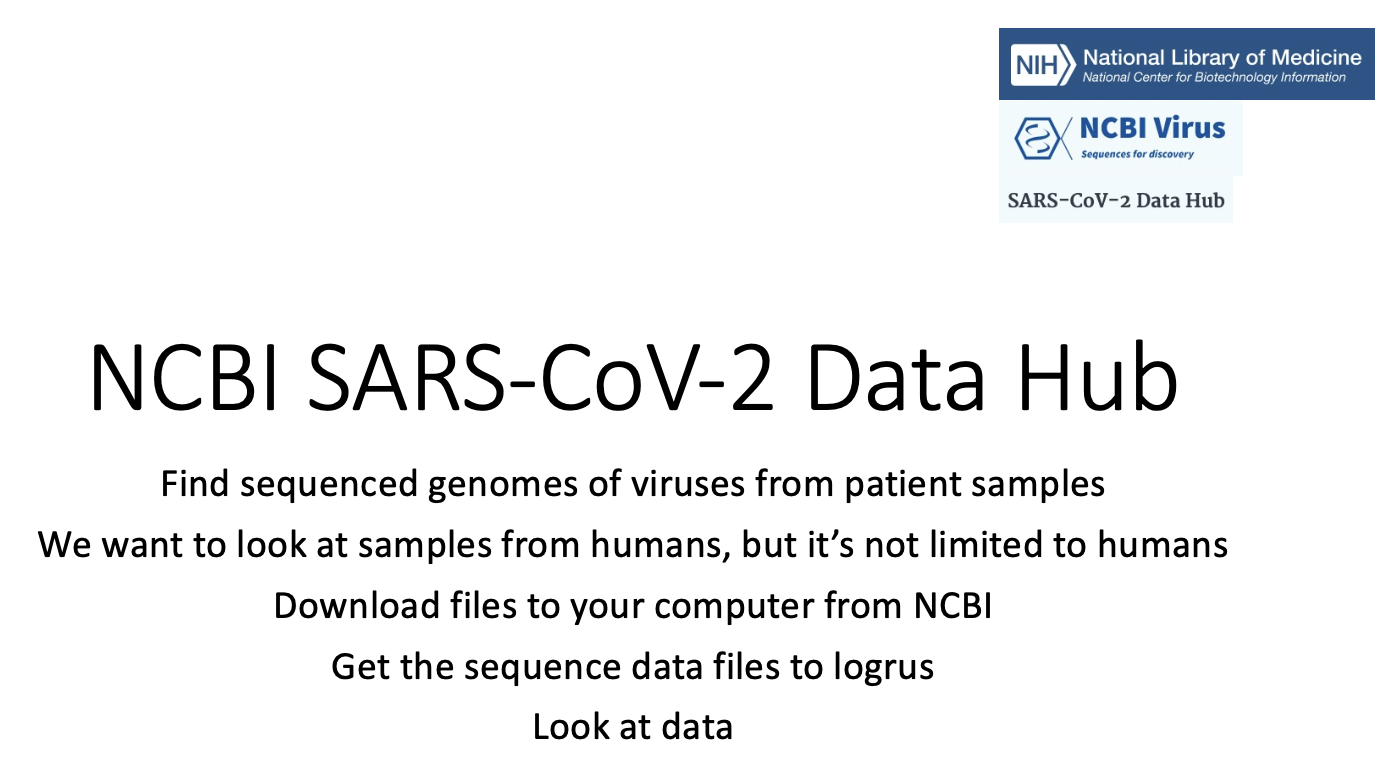 NIH National Library of Medicine
National Center for Biotechnology Information
NCBI Virus
Sequences for discovery
SARS-CoV-2 Data Hub
NCBI SARS-CoV-2 Data Hub
Find sequenced genomes of viruses from patient samples
We want to look at samples from humans, but it’s not limited to humans
Download files to your computer from NCBI
Get the sequence data files to logrus
Look at data